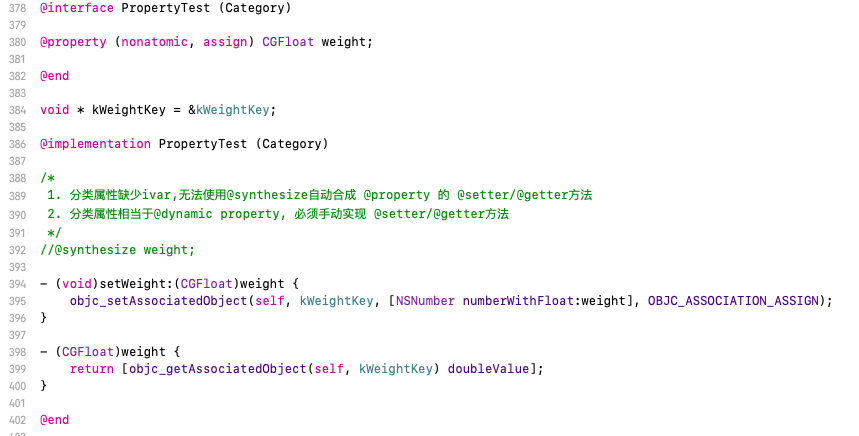 378 @interface PropertyTest (Category)
379
380 @property (nonatomic, assign) CGFloat weight;
381
382 @end
383
384 void * kWeightKey = &kWeightKey;
385
386 @implementation PropertyTest (Category)
387
388 /*
389 1. 分类属性缺少ivar,无法使用@synthesize自动合成 @property 的 @setter/@getter方法
390 2. 分类属性相当于@dynamic property, 必须手动实现 @setter/@getter方法
391 */
392 //@synthesize weight;
393
394 - (void)setWeight:(CGFloat)weight {
395 objc_setAssociatedObject(self, kWeightKey, [NSNumber numberWithFloat:weight], OBJC_ASSOCIATION_ASSIGN);
396 }
397
398 - (CGFloat)weight {
399 return [objc_getAssociatedObject(self, kWeightKey) doubleValue];
400 }
401
402 @end